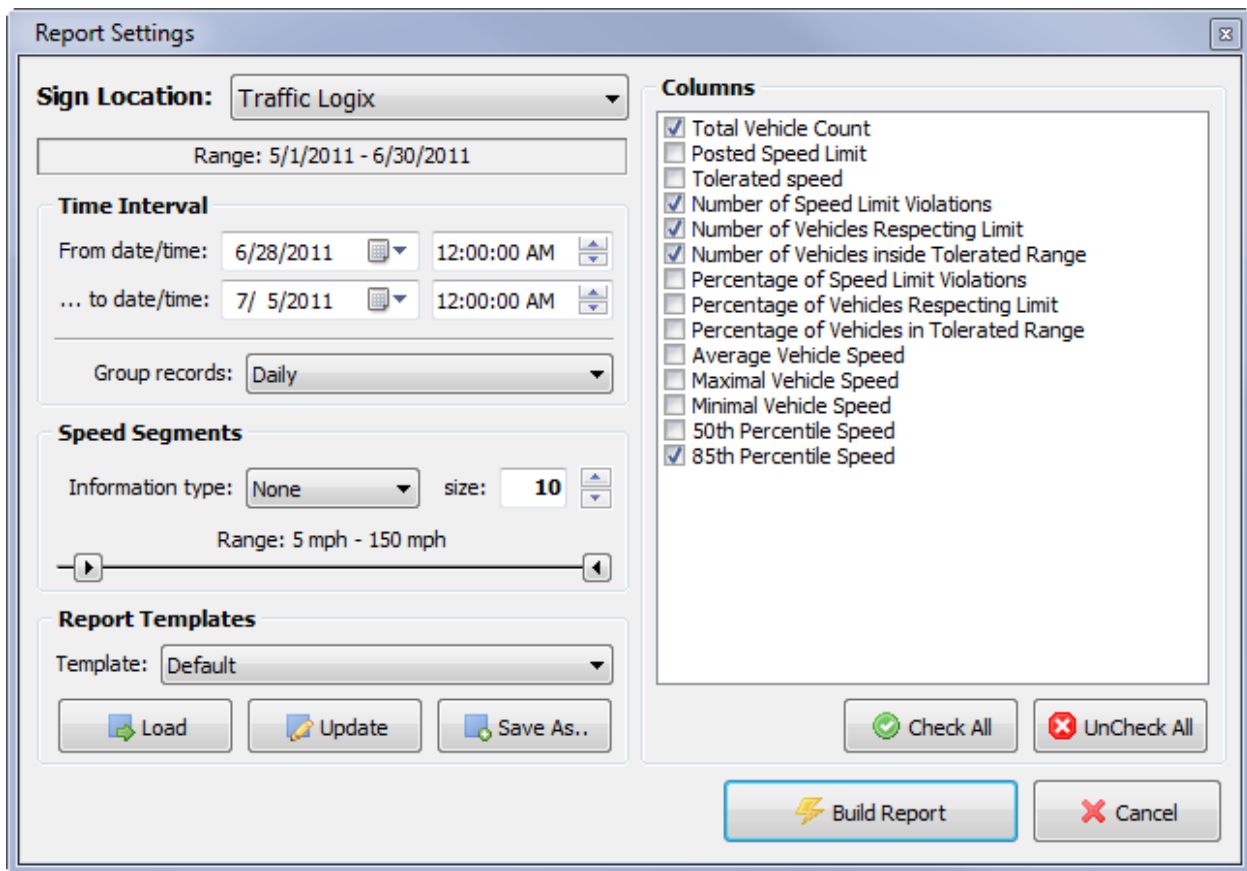 Report Settings
Sign Location: Traffic Logix
Range: 5/1/2011 - 6/30/2011
Time Interval
From date/time: 6/28/2011 12:00:00 AM
... to date/time: 7/ 5/2011 12:00:00 AM
Group records: Daily
Speed Segments
Information type: None size: 10
Range: 5 mph - 150 mph
Report Templates
Template: Default
Load Update Save As..
Columns
Total Vehicle Count
Posted Speed Limit
Tolerated speed
Number of Speed Limit Violations
Number of Vehicles Respecting Limit
Number of Vehicles inside Tolerated Range
Percentage of Speed Limit Violations
Percentage of Vehicles Respecting Limit
Percentage of Vehicles in Tolerated Range
Average Vehicle Speed
Maximal Vehicle Speed
Minimal Vehicle Speed
50th Percentile Speed
85th Percentile Speed
Check All UnCheck All
Build Report Cancel